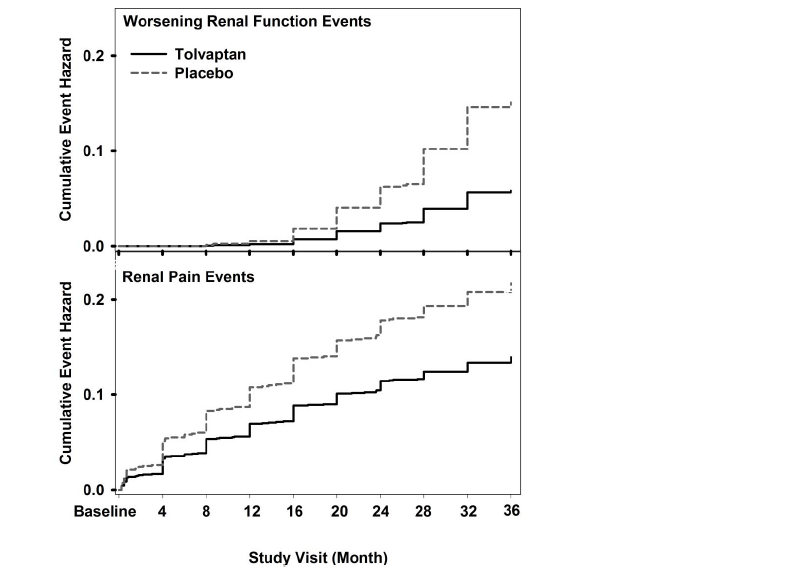 Worsening Renal Function Events
Tolvaptan
Placebo
Cumulative Event Hazard
0.2
0.1
0.0
Renal Pain Events
Cumulative Event Hazard
0.2
0.1
0.0
Baseline 4 8 12 16 20 24 28 32 36
Study Visit (Month)